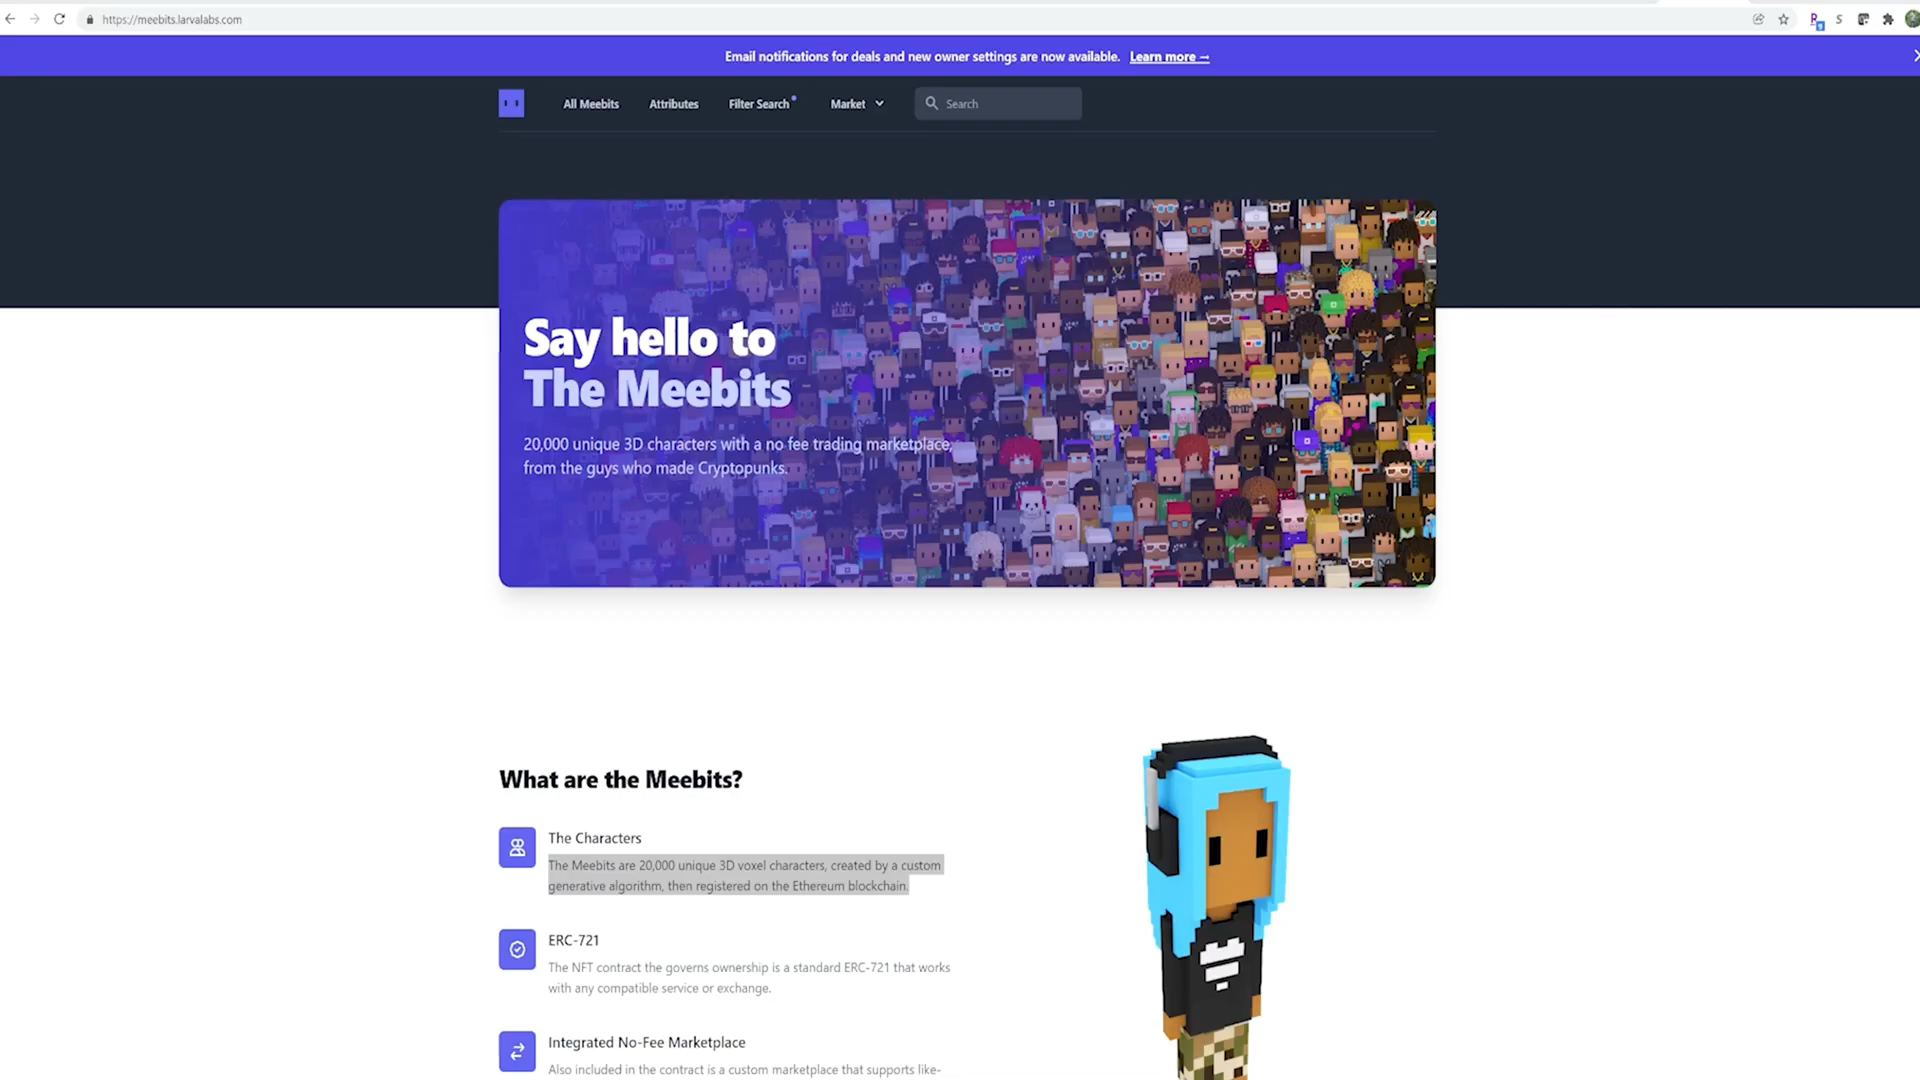 https://meebits.larvalabs.com
Email notifications for deals and new owner settings are now available. Learn more →
All Meebits Attributes Filter Search Market Search
Say hello to
The Meebits
20,000 unique 3D characters with a no fee trading marketplace,
from the guys who made Cryptopunks.
What are the Meebits?
The Characters
The Meebits are 20,000 unique 3D voxel characters, created by a custom
generative algorithm, then registered on the Ethereum blockchain.
ERC-721
The NFT contract the governs ownership is a standard ERC-721 that works
with any compatible service or exchange.
Integrated No-Fee Marketplace
Also included in the contract is a custom marketplace that supports like-